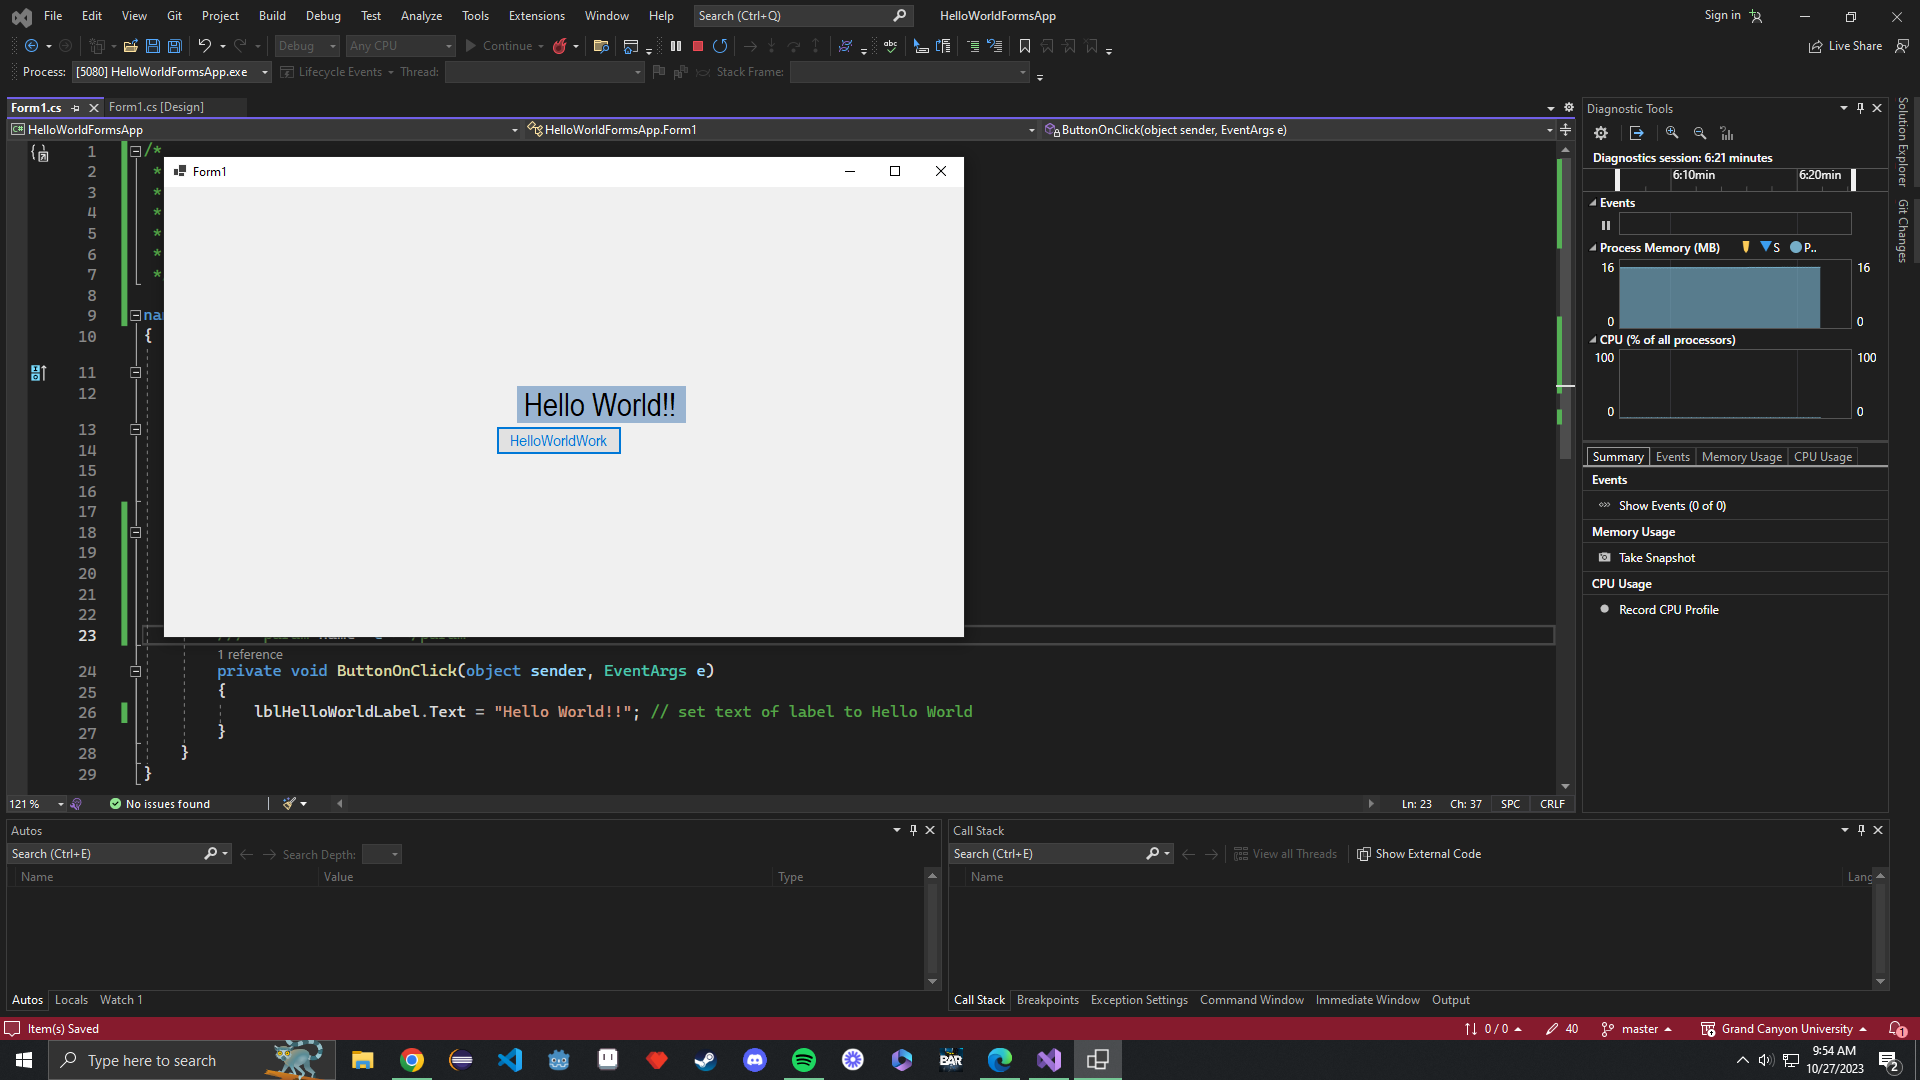 File Edit View Git Project Build Debug Test Analyze Tools Extensions Window Help Search (Ctrl+Q) HelloWorldFormsApp Sign in
Debug Any CPU Continue Live Share
Process: [5080] HelloWorldFormsApp.exe Lifecycle Events Thread: Stack Frame:
Form1.cs Form1.cs [Design]
HelloWorldFormsApp HelloWorldFormsApp.Form1 ButtonOnClick(object sender, EventArgs e)
1 /*
2 *
3 *
4 *
5 *
6 *
7 *
8
9
10 {
11
12
13
14
15
16
17
18
19
20
21
22
23
Form1
Hello World!!
HelloWorldWork
1 reference
24 private void ButtonOnClick(object sender, EventArgs e)
25 {
26 lblHelloWorldLabel.Text = "Hello World!!"; // set text of label to Hello World
27 }
28 }
29 }
121 % No issues found Ln: 23 Ch: 37 SPC CRLF
Diagnostic Tools
Diagnostics session: 6:21 minutes
6:10min 6:20min
Events
Process Memory (MB) S P..
16 16
0 0
CPU (% of all processors)
100 100
0 0
Summary Events Memory Usage CPU Usage
Events
Show Events (0 of 0)
Memory Usage
Take Snapshot
CPU Usage
Record CPU Profile
Solution Explorer
Git Changes
Autos
Search (Ctrl+E) Search Depth:
Name Value Type
Autos Locals Watch 1
Call Stack
Search (Ctrl+E) View all Threads Show External Code
Name Lang
Call Stack Breakpoints Exception Settings Command Window Immediate Window Output
Item(s) Saved 0 / 0 40 master Grand Canyon University 1
Type here to search BAR 9:54 AM
10/27/2023 2